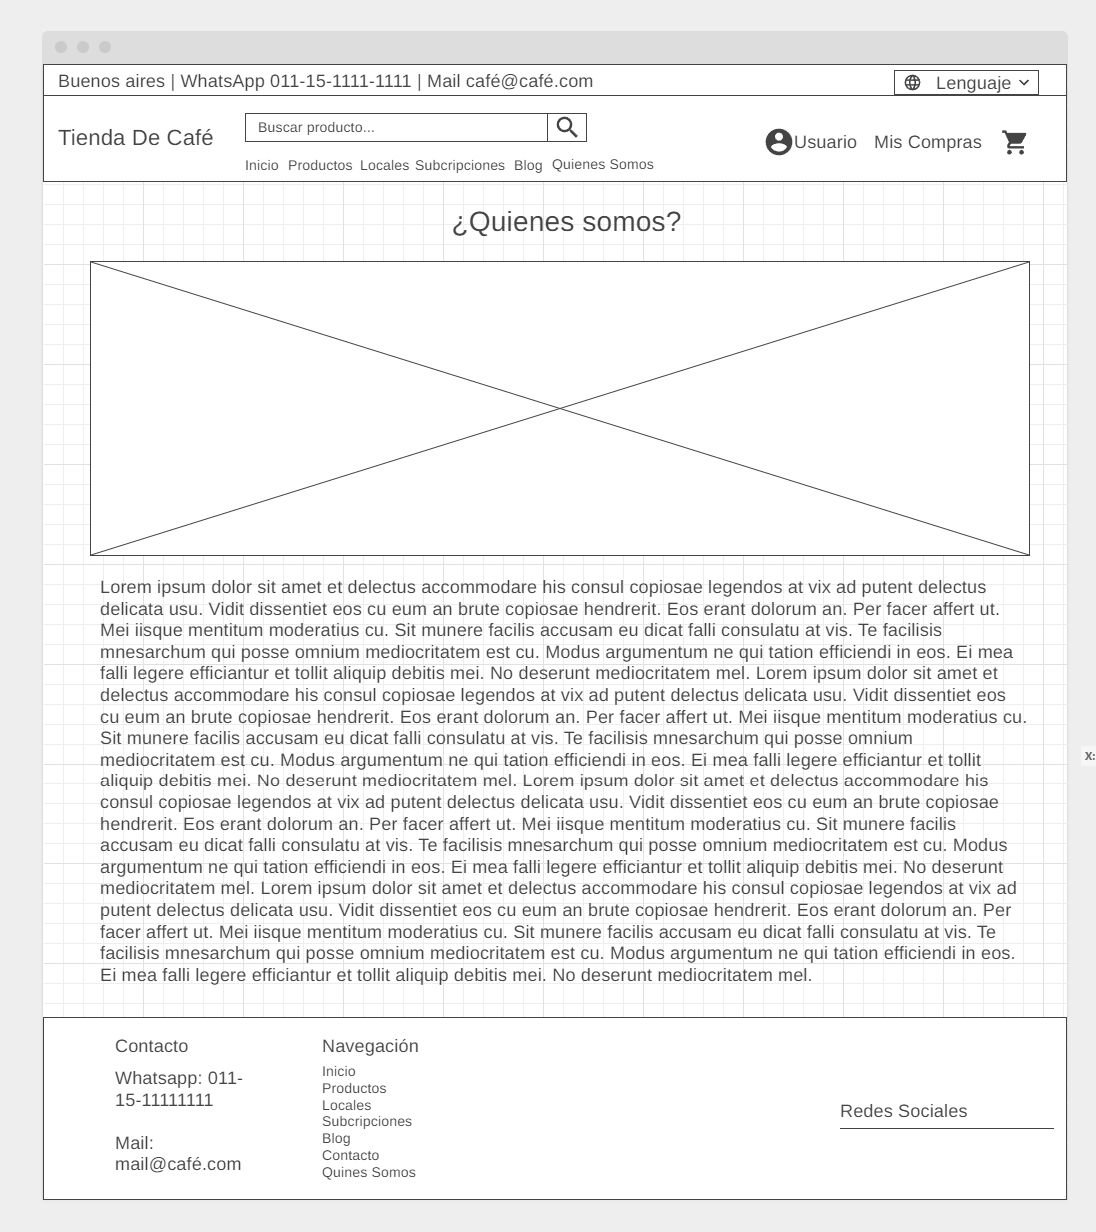 Buenos aires | WhatsApp 011-15-1111-1111 | Mail café@café.com
Lenguaje
Tienda De Café
Buscar producto...
Usuario
Mis Compras
Inicio Productos Locales Subcripciones Blog Quienes Somos
¿Quienes somos?
Lorem ipsum dolor sit amet et delectus accommodare his consul copiosae legendos at vix ad putent delectus
delicata usu. Vidit dissentiet eos cu eum an brute copiosae hendrerit. Eos erant dolorum an. Per facer affert ut.
Mei iisque mentitum moderatius cu. Sit munere facilis accusam eu dicat falli consulatu at vis. Te facilisis
mnesarchum qui posse omnium mediocritatem est cu. Modus argumentum ne qui tation efficiendi in eos. Ei mea
falli legere efficiantur et tollit aliquip debitis mei. No deserunt mediocritatem mel. Lorem ipsum dolor sit amet et
delectus accommodare his consul copiosae legendos at vix ad putent delectus delicata usu. Vidit dissentiet eos
cu eum an brute copiosae hendrerit. Eos erant dolorum an. Per facer affert ut. Mei iisque mentitum moderatius cu.
Sit munere facilis accusam eu dicat falli consulatu at vis. Te facilisis mnesarchum qui posse omnium
mediocritatem est cu. Modus argumentum ne qui tation efficiendi in eos. Ei mea falli legere efficiantur et tollit
aliquip debitis mei. No deserunt mediocritatem mel. Lorem ipsum dolor sit amet et delectus accommodare his
consul copiosae legendos at vix ad putent delectus delicata usu. Vidit dissentiet eos cu eum an brute copiosae
hendrerit. Eos erant dolorum an. Per facer affert ut. Mei iisque mentitum moderatius cu. Sit munere facilis
accusam eu dicat falli consulatu at vis. Te facilisis mnesarchum qui posse omnium mediocritatem est cu. Modus
argumentum ne qui tation efficiendi in eos. Ei mea falli legere efficiantur et tollit aliquip debitis mei. No deserunt
mediocritatem mel. Lorem ipsum dolor sit amet et delectus accommodare his consul copiosae legendos at vix ad
putent delectus delicata usu. Vidit dissentiet eos cu eum an brute copiosae hendrerit. Eos erant dolorum an. Per
facer affert ut. Mei iisque mentitum moderatius cu. Sit munere facilis accusam eu dicat falli consulatu at vis. Te
facilisis mnesarchum qui posse omnium mediocritatem est cu. Modus argumentum ne qui tation efficiendi in eos.
Ei mea falli legere efficiantur et tollit aliquip debitis mei. No deserunt mediocritatem mel.
X:
Contacto
Whatsapp: 011-
15-11111111
Mail:
mail@café.com
Navegación
Inicio
Productos
Locales
Subcripciones
Blog
Contacto
Quines Somos
Redes Sociales